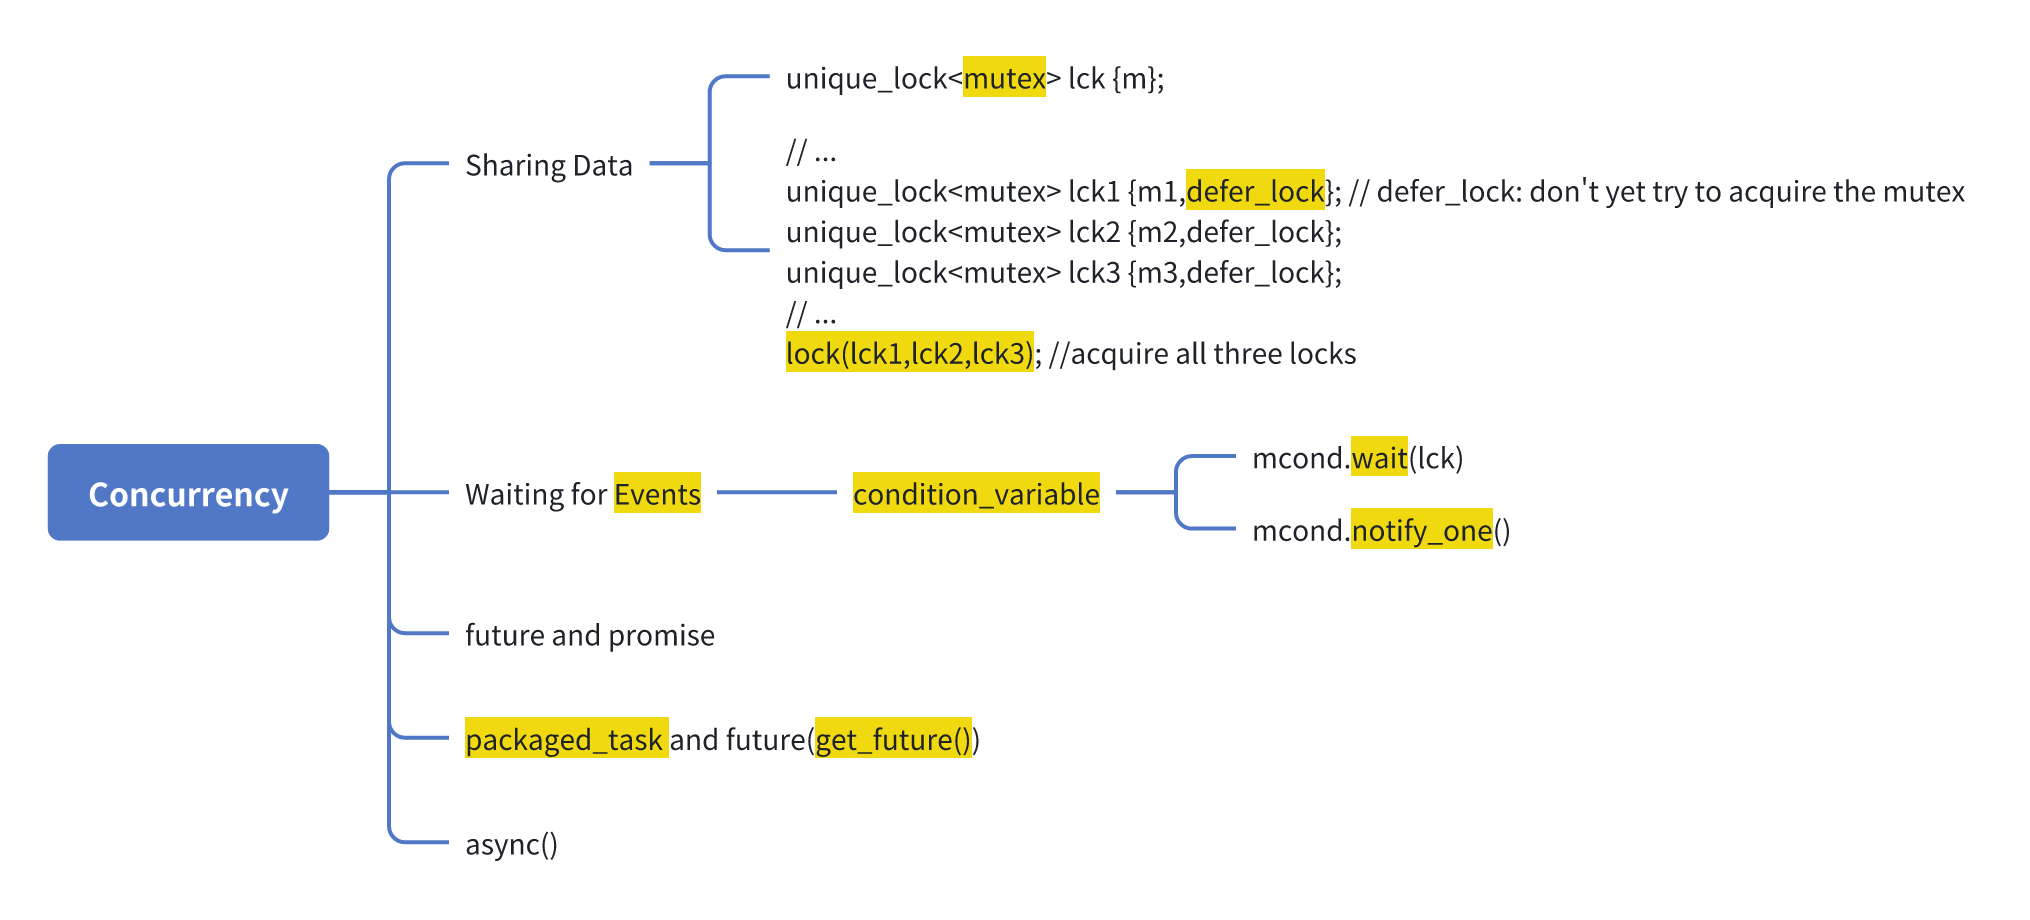 Concurrency
Sharing Data
unique_lock<mutex> lck {m};
// ...
unique_lock<mutex> lck1 {m1,defer_lock}; // defer_lock: don't yet try to acquire the mutex
unique_lock<mutex> lck2 {m2,defer_lock};
unique_lock<mutex> lck3 {m3,defer_lock};
// ...
lock(lck1,lck2,lck3); //acquire all three locks
Waiting for Events
condition_variable
mcond.wait(lck)
mcond.notify_one()
future and promise
packaged_task and future(get_future())
async()